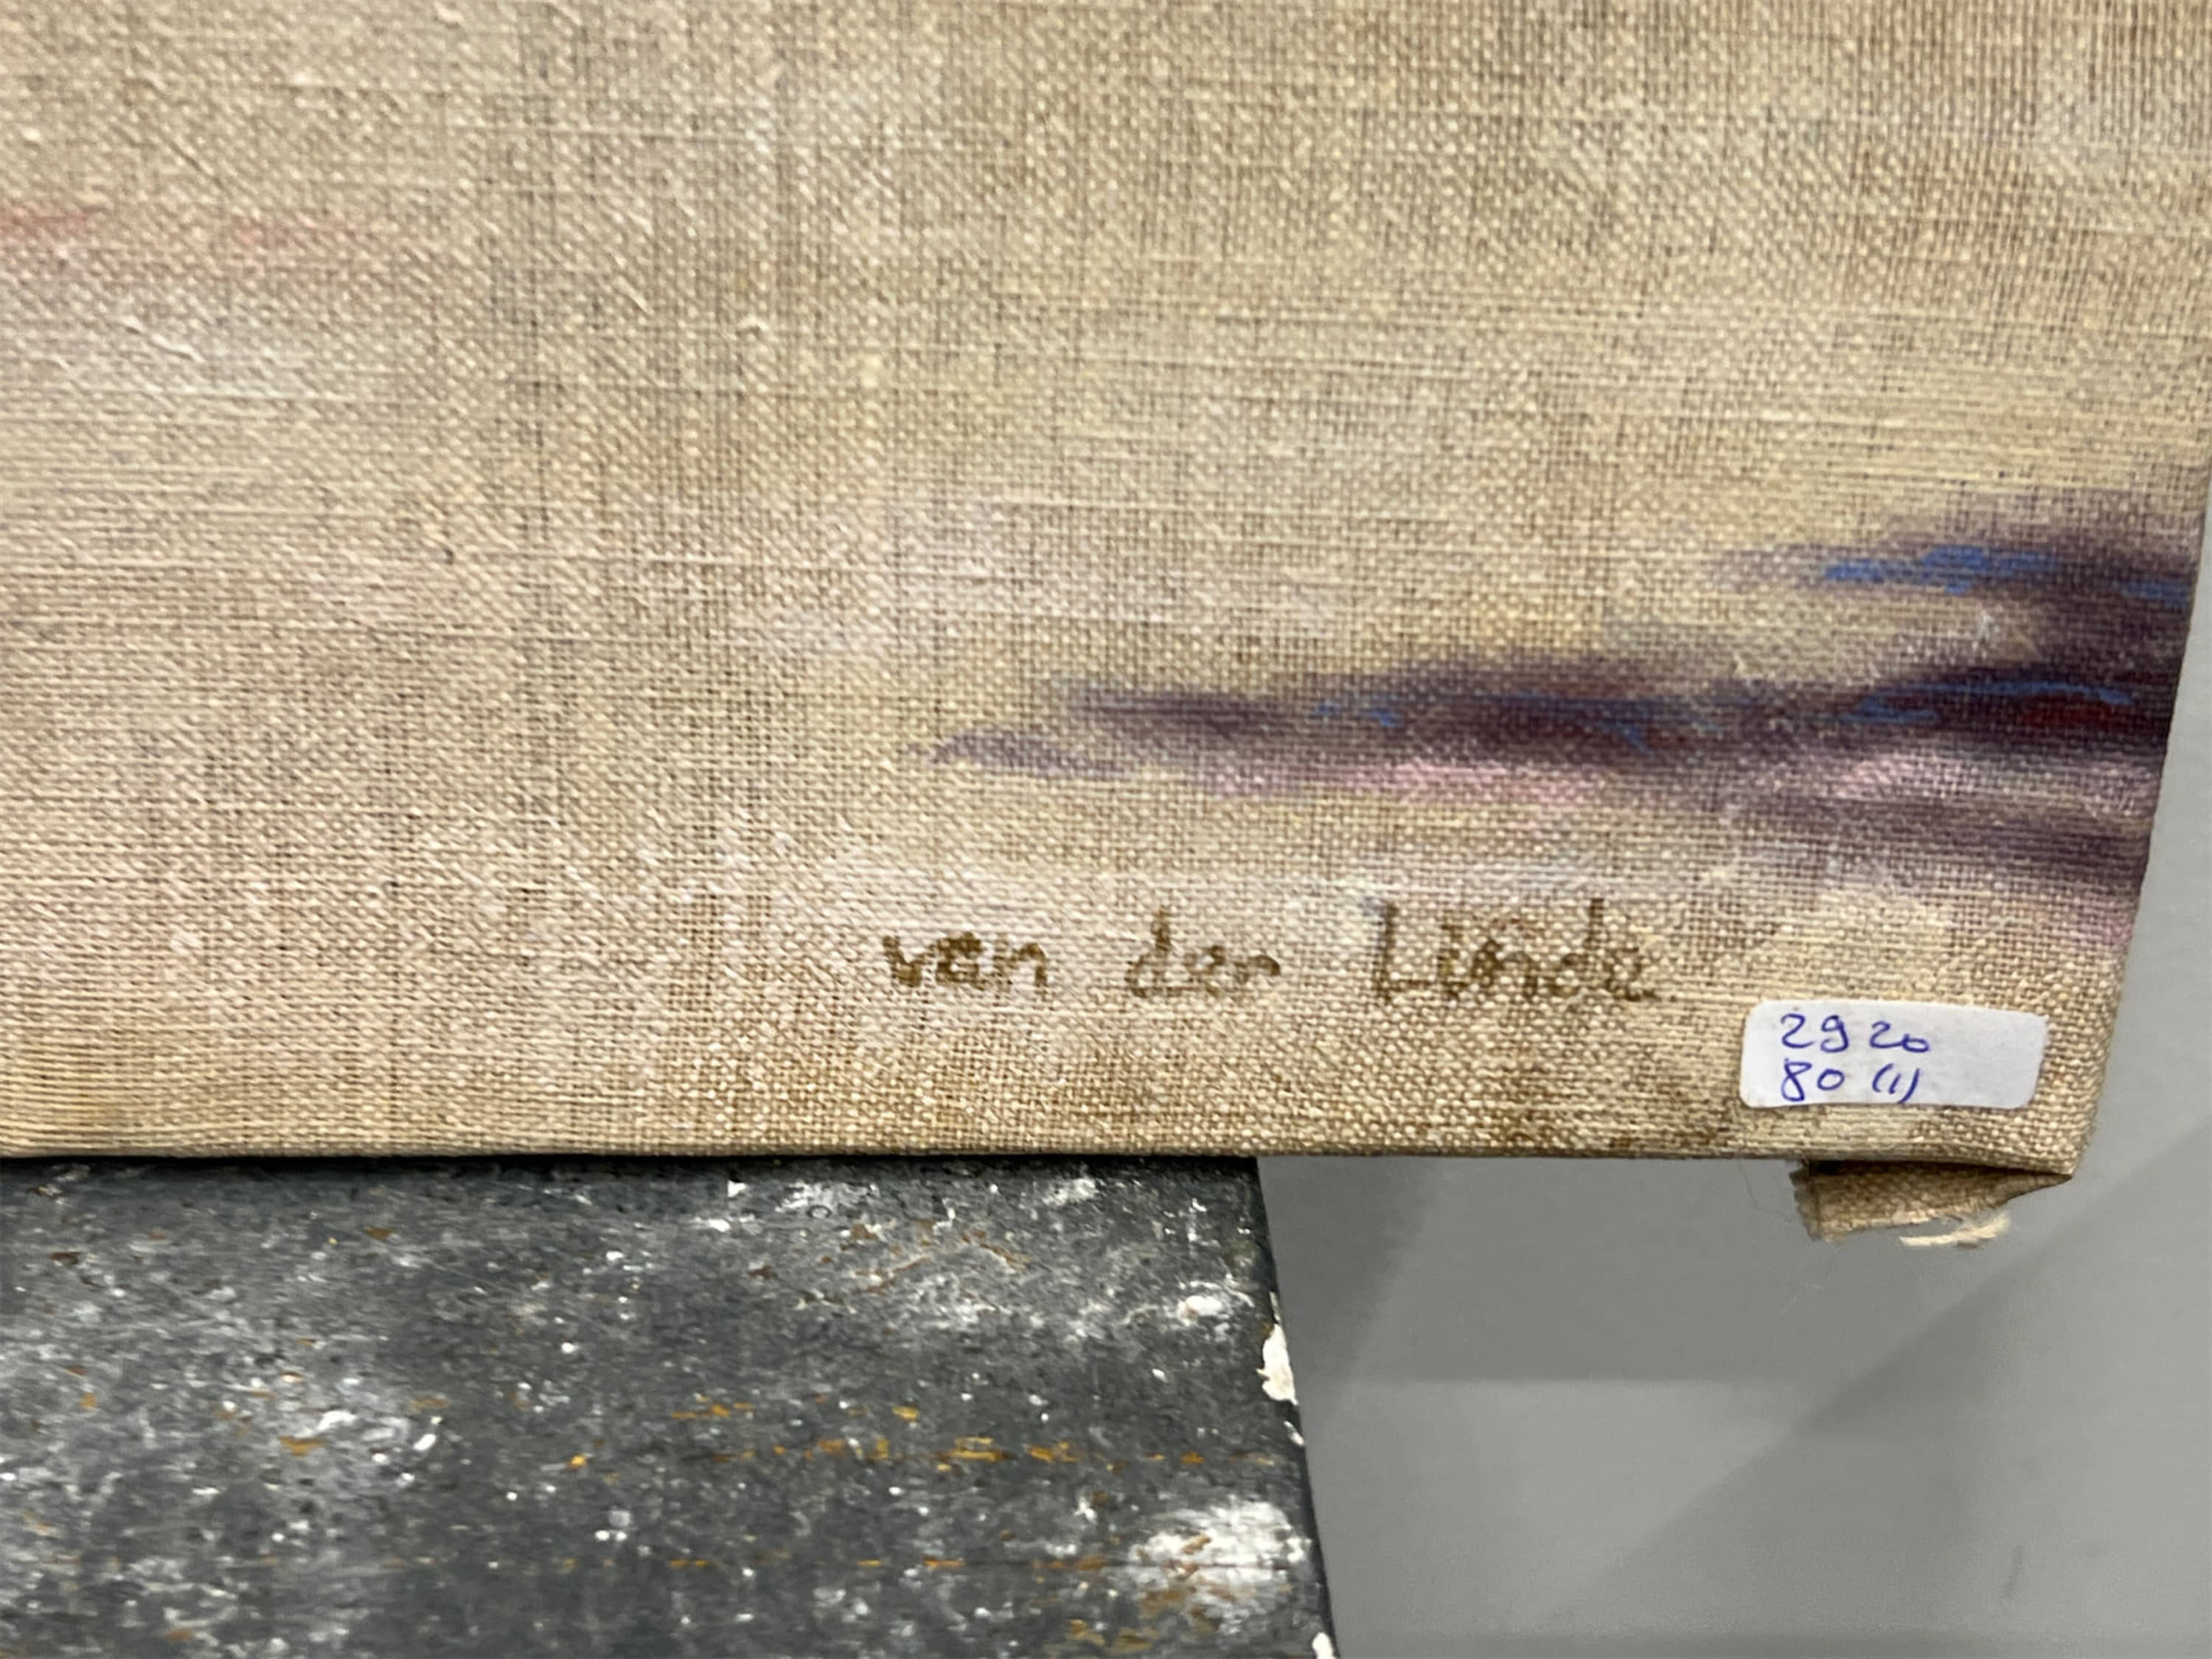 van der Linde
2920
80 (1)